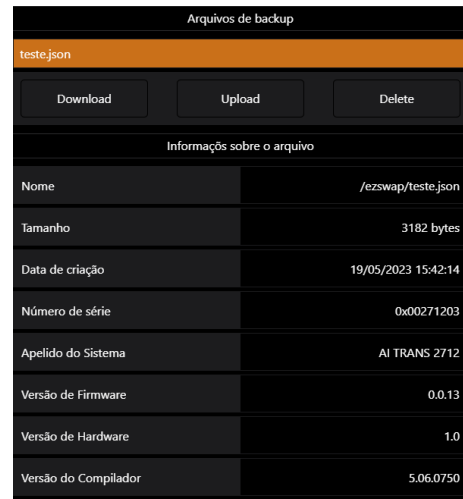 Arquivos de backup
teste.json
Download Upload Delete
Informaçõs sobre o arquivo
Nome /ezswap/teste.json
Tamanho 3182 bytes
Data de criação 19/05/2023 15:42:14
Número de série 0x00271203
Apelido do Sistema AI TRANS 2712
Versão de Firmware 0.0.13
Versão de Hardware 1.0
Versão do Compilador 5.06.0750